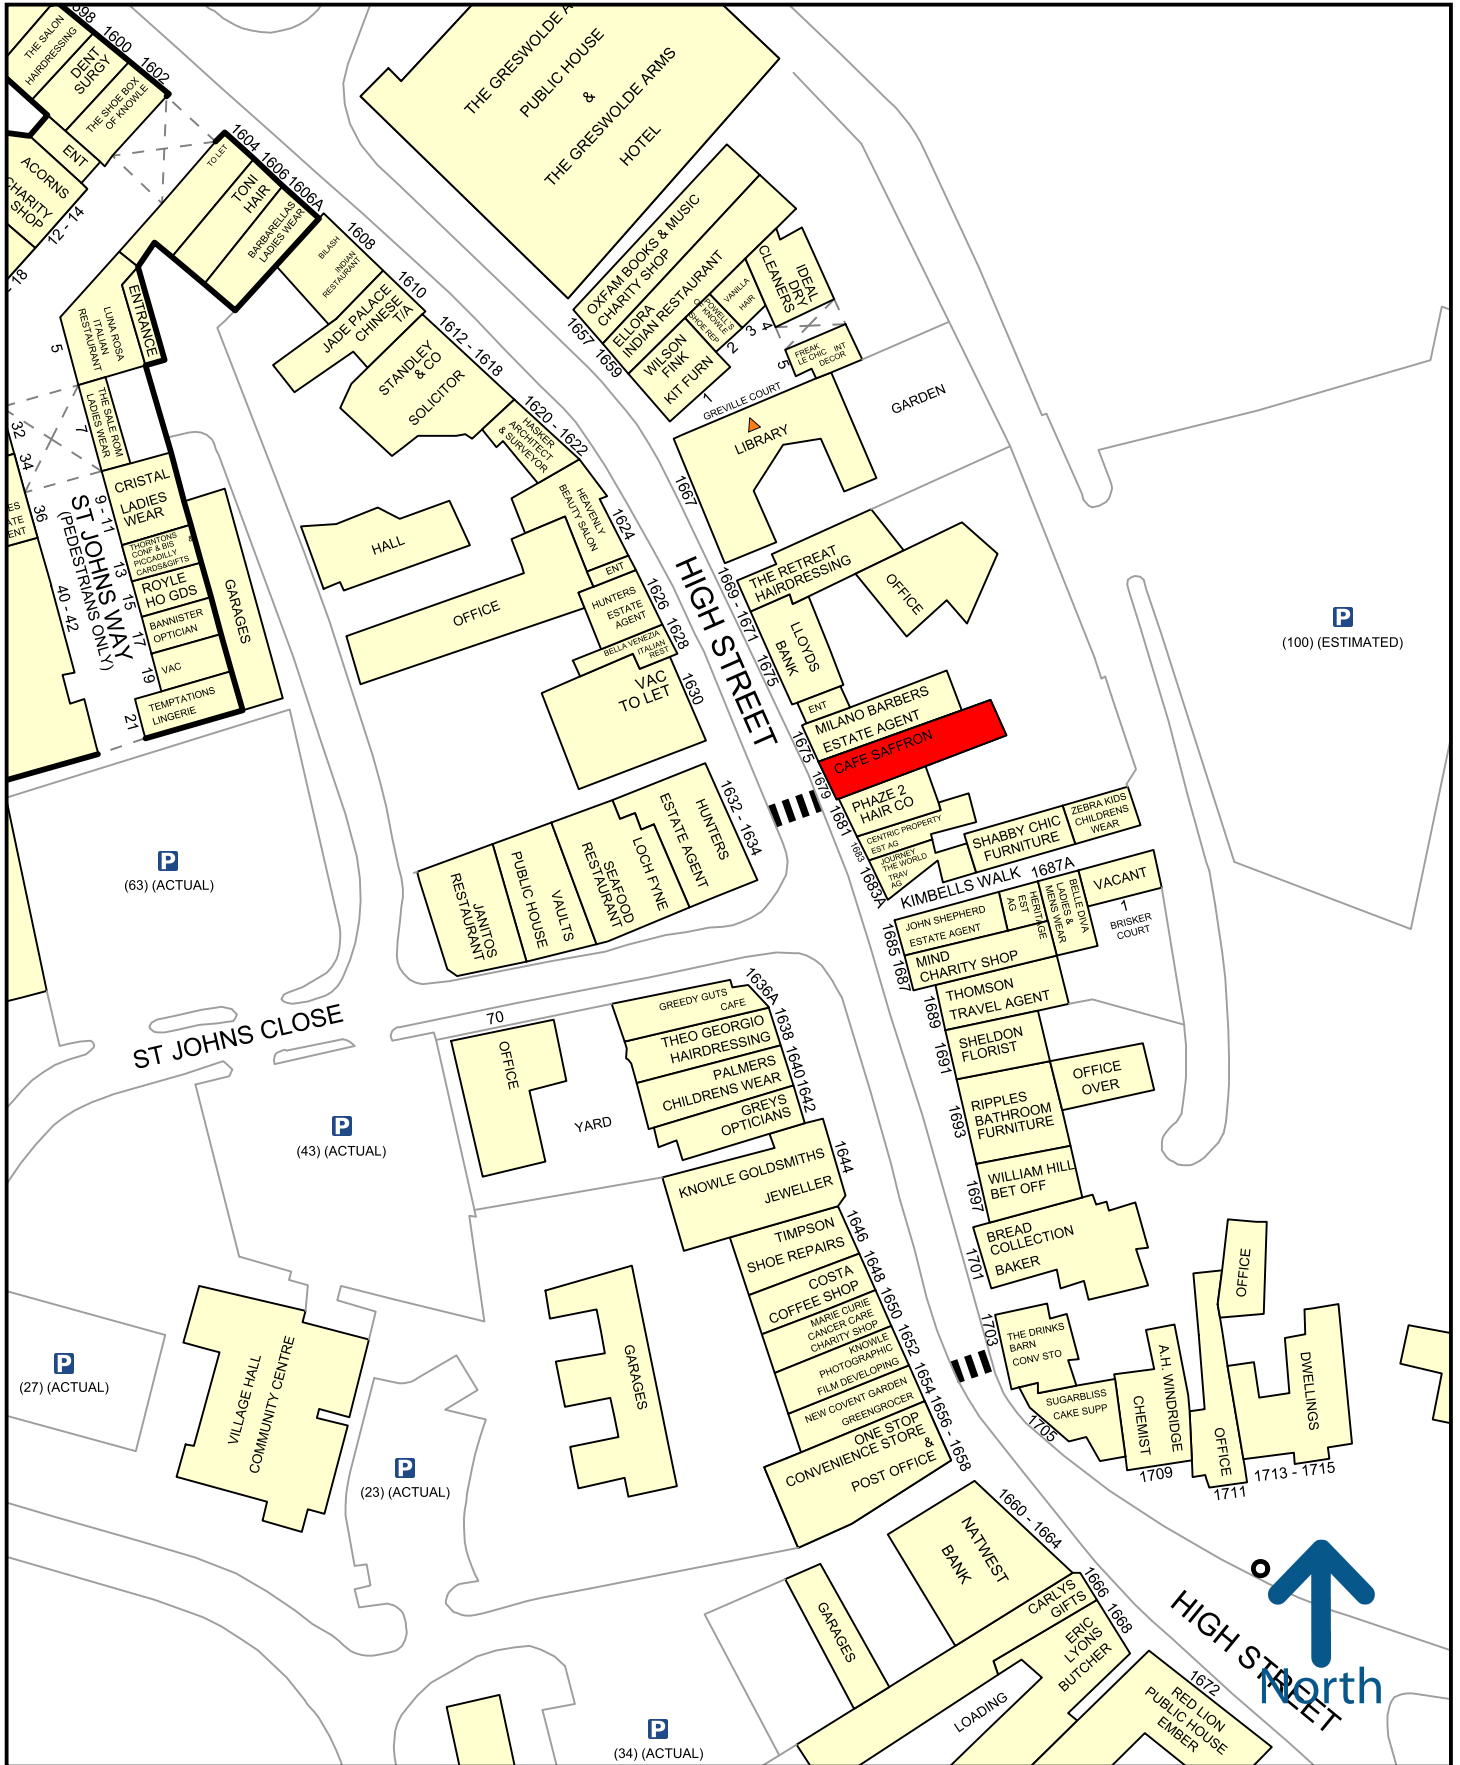 THE SALON
HAIRDRESSING
1600
DENT
SURGY
1602
THE SHOE BOX
OF KNOWLE
ENT
ACORNS
CHARITY
SHOP
12 - 14
- 18
1604
TO LET
1606
TONI
HAIR
1606A
BARBARELLAS
LADIES WEAR
1608
BILASH
INDIAN
RESTAURANT
1610
JADE PALACE
CHINESE
T/A
1612 - 1618
STANDLEY
& CO
SOLICITOR
1620 - 1622
HASKER
ARCHITECT
& SURVEYOR
THE GRESWOLDE A
PUBLIC HOUSE
&
THE GRESWOLDE ARMS
HOTEL
OXFAM BOOKS & MUSIC
CHARITY SHOP
1657
ELLORA
INDIAN RESTAURANT
1659
WILSON
FINK
KIT FURN
1
POWELL'S
OF KNOWLE
SHOE REP
2
VANILLA
HAIR
3
IDEAL
DRY
CLEANERS
4
FREAK
LE CHIC
INT
DECOR
5
GREVILLE COURT
LIBRARY
1667
GARDEN
ENTRANCE
LUNA ROSA
ITALIAN
RESTAURANT
5
THE SALE ROM
LADIES WEAR
7
CRISTAL
LADIES
WEAR
9 - 11
THORNTONS &
CONF & BIS
PICCADILLY
CARDS&GIFTS
13
ROYLE
HO GDS
15
BANNISTER
OPTICIAN
17
VAC
19
TEMPTATIONS
LINGERIE
21
GARAGES
32
34
36
40 - 42
ES
ATE
ENT
ST JOHNS WAY
(PEDESTRIANS ONLY)
HALL
OFFICE
HEAVENLY
BEAUTY SALON
1624
ENT
HUNTERS
ESTATE
AGENT
1626
BELLA VENEZIA
ITALIAN
REST
1628
VAC
TO LET
1630
HIGH STREET
THE RETREAT
HAIRDRESSING
1669 - 1671
OFFICE
LLOYDS
BANK
1675
ENT
MILANO BARBERS
ESTATE AGENT
1675
CAFE SAFFRON
1679
PHAZE 2
HAIR CO
1681
CENTRIC PROPERTY
EST AG
1683
JOURNEY
THE WORLD
TRAV
AG
1683A
SHABBY CHIC
FURNITURE
ZEBRA KIDS
CHILDRENS
WEAR
KIMBELLS WALK
1687A
P
(100) (ESTIMATED)
JOHN SHEPHERD
ESTATE AGENT
1685
HERITAGE
EST
AG
BELLE DIVA
LADIES &
MENS WEAR
VACANT
1
BRISKER
COURT
MIND
CHARITY SHOP
1687
THOMSON
TRAVEL AGENT
1689
SHELDON
FLORIST
1691
OFFICE
OVER
RIPPLES
BATHROOM
FURNITURE
1693
WILLIAM HILL
BET OFF
1697
BREAD
COLLECTION
BAKER
1701
THE DRINKS
BARN
CONV STO
1703
SUGARBLISS
CAKE SUPP
1705
CHEMIST
A.H. WINDRIDGE
1709
OFFICE
1711
OFFICE
DWELLINGS
1713 - 1715
P
(63) (ACTUAL)
JANITOS
RESTAURANT
PUBLIC HOUSE
VAULTS
SEAFOOD
RESTAURANT
LOCH FYNE
HUNTERS
ESTATE AGENT
1632 - 1634
ST JOHNS CLOSE
70
OFFICE
YARD
P
(43) (ACTUAL)
GREEDY GUTS
CAFE
1636A
THEO GEORGIO
HAIRDRESSING
1638
PALMERS
CHILDRENS WEAR
1640
GREYS
OPTICIANS
1642
KNOWLE GOLDSMITHS
JEWELLER
1644
TIMPSON
SHOE REPAIRS
1646
COSTA
COFFEE SHOP
1648
MARIE CURIE
CANCER CARE
CHARITY SHOP
1650
KNOWLE
PHOTOGRAPHIC
FILM DEVELOPING
1652
NEW COVENT GARDEN
GREENGROCER
1654
ONE STOP
CONVENIENCE STORE
&
POST OFFICE
1656 - 1658
P
(27) (ACTUAL)
VILLAGE HALL
COMMUNITY CENTRE
GARAGES
P
(23) (ACTUAL)
NATWEST
BANK
1660 - 1664
CARLYS
GIFTS
1666
ERIC
LYONS
BUTCHER
1668
GARAGES
LOADING
RED LION
PUBLIC HOUSE
EMBER
1672
HIGH STREET
P
(34) (ACTUAL)
North